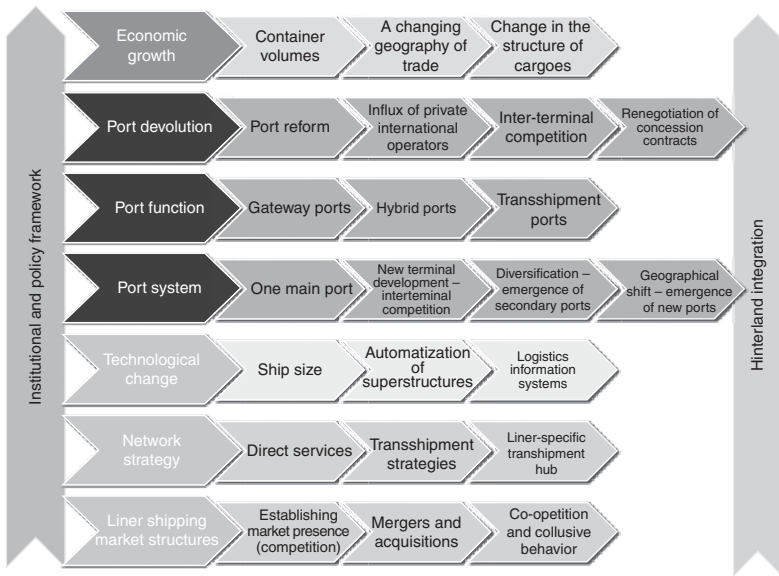 Institutional and policy framework
Economic
growth
Container
volumes
A changing
geography of
trade
Change in the
structure of
cargoes
Port devolution
Port reform
Influx of private
international
operators
Inter-terminal
competition
Renegotiation of
concession
contracts
Port function
Gateway ports
Hybrid ports
Transshipment
ports
Port system
One main port
New terminal
development –
interteminal
competition
Diversification –
emergence of
secondary ports
Geographical
shift – emergence
of new ports
Technological
change
Ship size
Automatization
of
superstructures
Logistics
information
systems
Network
strategy
Direct services
Transshipment
strategies
Liner-specific
transhipment
hub
Liner shipping
market structures
Establishing
market presence
(competition)
Mergers and
acquisitions
Co-opetition
and collusive
behavior
Hinterland integration